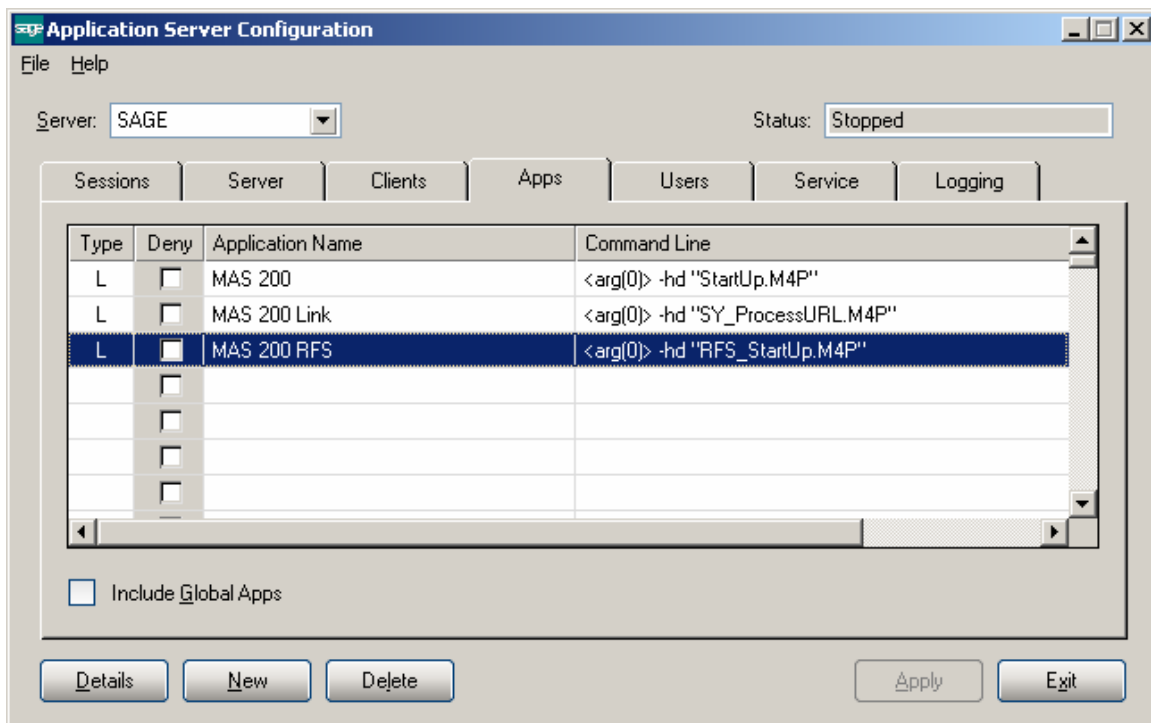 sage Application Server Configuration
File Help
Server: SAGE Status: Stopped
Sessions Server Clients Apps Users Service Logging
Type Deny Application Name Command Line
L MAS 200 <arg(0)> -hd "StartUp.M4P"
L MAS 200 Link <arg(0)> -hd "SY_ProcessURL.M4P"
L MAS 200 RFS <arg(0)> -hd "RFS_StartUp.M4P"
Include Global Apps
Details New Delete Apply Exit